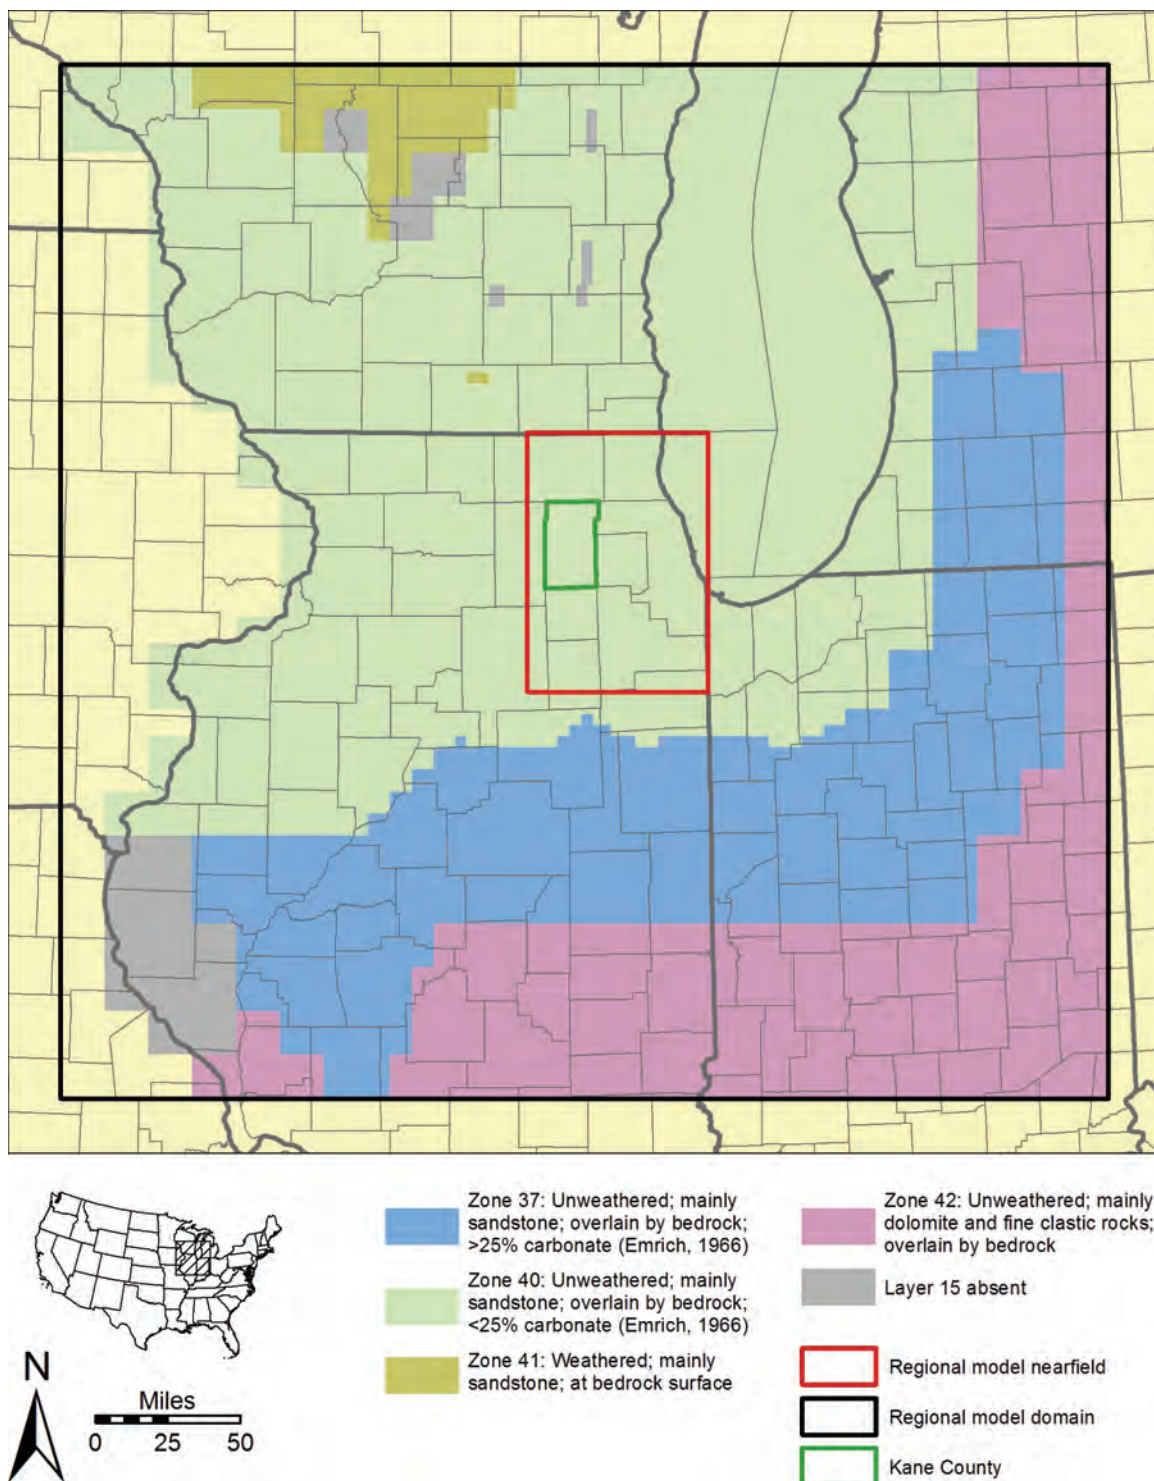 Zone 37: Unweathered; mainly
sandstone; overlain by bedrock;
>25% carbonate (Emrich, 1966)
Zone 40: Unweathered; mainly
sandstone; overlain by bedrock;
<25% carbonate (Emrich, 1966)
Zone 41: Weathered; mainly
sandstone; at bedrock surface
Zone 42: Unweathered; mainly
dolomite and fine clastic rocks;
overlain by bedrock
Layer 15 absent
Regional model nearfield
Regional model domain
Kane County
N
Miles
0 25 50